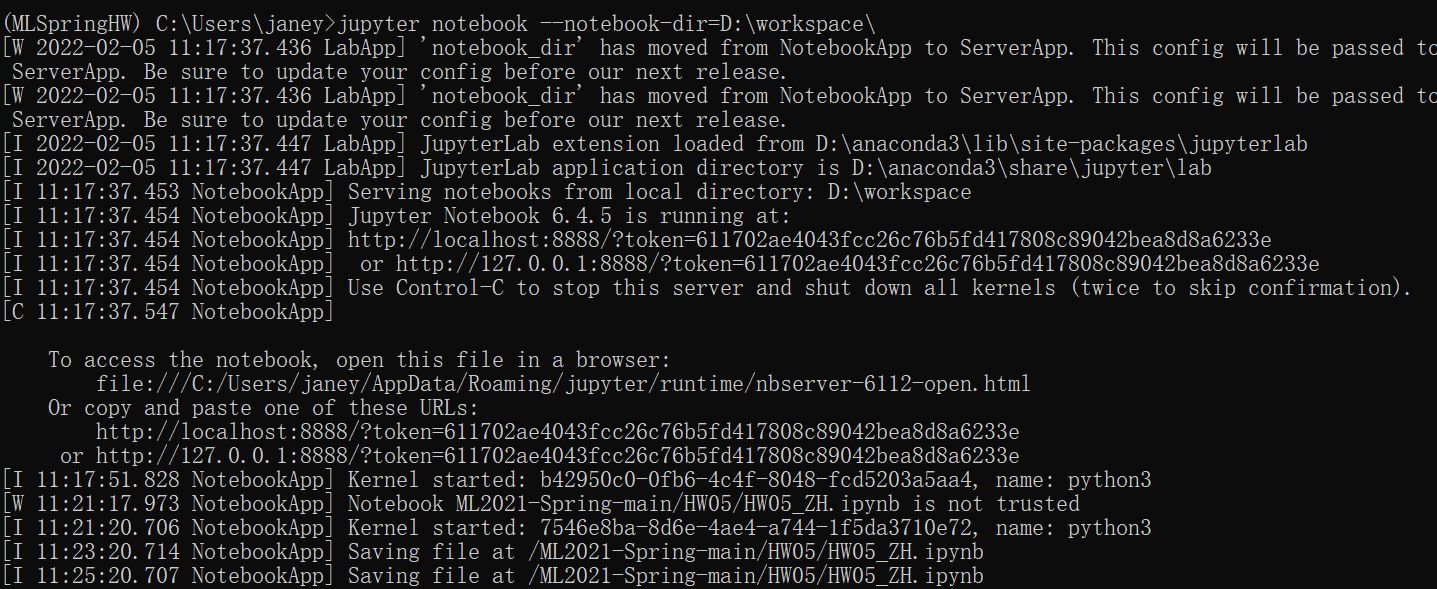 (MLSpringHW) C:\Users\janey>jupyter notebook --notebook-dir=D:\workspace\
[W 2022-02-05 11:17:37.436 LabApp] 'notebook_dir' has moved from NotebookApp to ServerApp. This config will be passed to
 ServerApp. Be sure to update your config before our next release.
[W 2022-02-05 11:17:37.436 LabApp] 'notebook_dir' has moved from NotebookApp to ServerApp. This config will be passed to
 ServerApp. Be sure to update your config before our next release.
[I 2022-02-05 11:17:37.447 LabApp] JupyterLab extension loaded from D:\anaconda3\lib\site-packages\jupyterlab
[I 2022-02-05 11:17:37.447 LabApp] JupyterLab application directory is D:\anaconda3\share\jupyter\lab
[I 11:17:37.453 NotebookApp] Serving notebooks from local directory: D:\workspace
[I 11:17:37.454 NotebookApp] Jupyter Notebook 6.4.5 is running at:
[I 11:17:37.454 NotebookApp] http://localhost:8888/?token=611702ae4043fcc26c76b5fd417808c89042bea8d8a6233e
[I 11:17:37.454 NotebookApp]  or http://127.0.0.1:8888/?token=611702ae4043fcc26c76b5fd417808c89042bea8d8a6233e
[I 11:17:37.454 NotebookApp] Use Control-C to stop this server and shut down all kernels (twice to skip confirmation).
[C 11:17:37.547 NotebookApp]
    To access the notebook, open this file in a browser:
        file:///C:/Users/janey/AppData/Roaming/jupyter/runtime/nbserver-6112-open.html
    Or copy and paste one of these URLs:
        http://localhost:8888/?token=611702ae4043fcc26c76b5fd417808c89042bea8d8a6233e
     or http://127.0.0.1:8888/?token=611702ae4043fcc26c76b5fd417808c89042bea8d8a6233e
[I 11:17:51.828 NotebookApp] Kernel started: b42950c0-0fb6-4c4f-8048-fcd5203a5aa4, name: python3
[W 11:21:17.973 NotebookApp] Notebook ML2021-Spring-main/HW05/HW05_ZH.ipynb is not trusted
[I 11:21:20.706 NotebookApp] Kernel started: 7546e8ba-8d6e-4ae4-a744-1f5da3710e72, name: python3
[I 11:23:20.714 NotebookApp] Saving file at /ML2021-Spring-main/HW05/HW05_ZH.ipynb
[I 11:25:20.707 NotebookApp] Saving file at /ML2021-Spring-main/HW05/HW05_ZH.ipynb